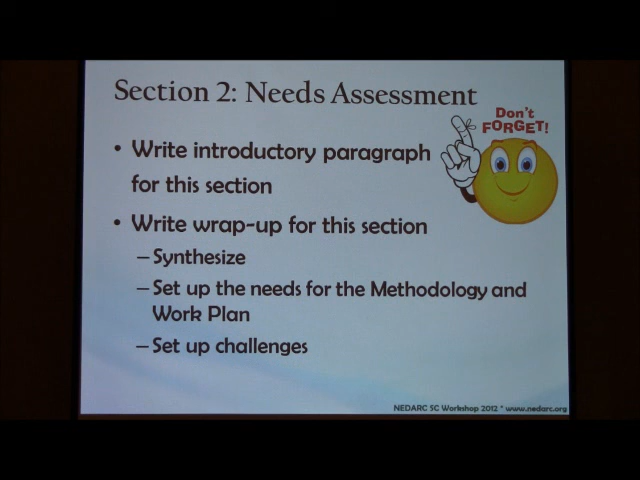 Section 2: Needs Assessment
Don't
FORGET!
• Write introductory paragraph
for this section
• Write wrap-up for this section
– Synthesize
– Set up the needs for the Methodology and
Work Plan
– Set up challenges
NEDARC SC Workshop 2012 * www.nedarc.org